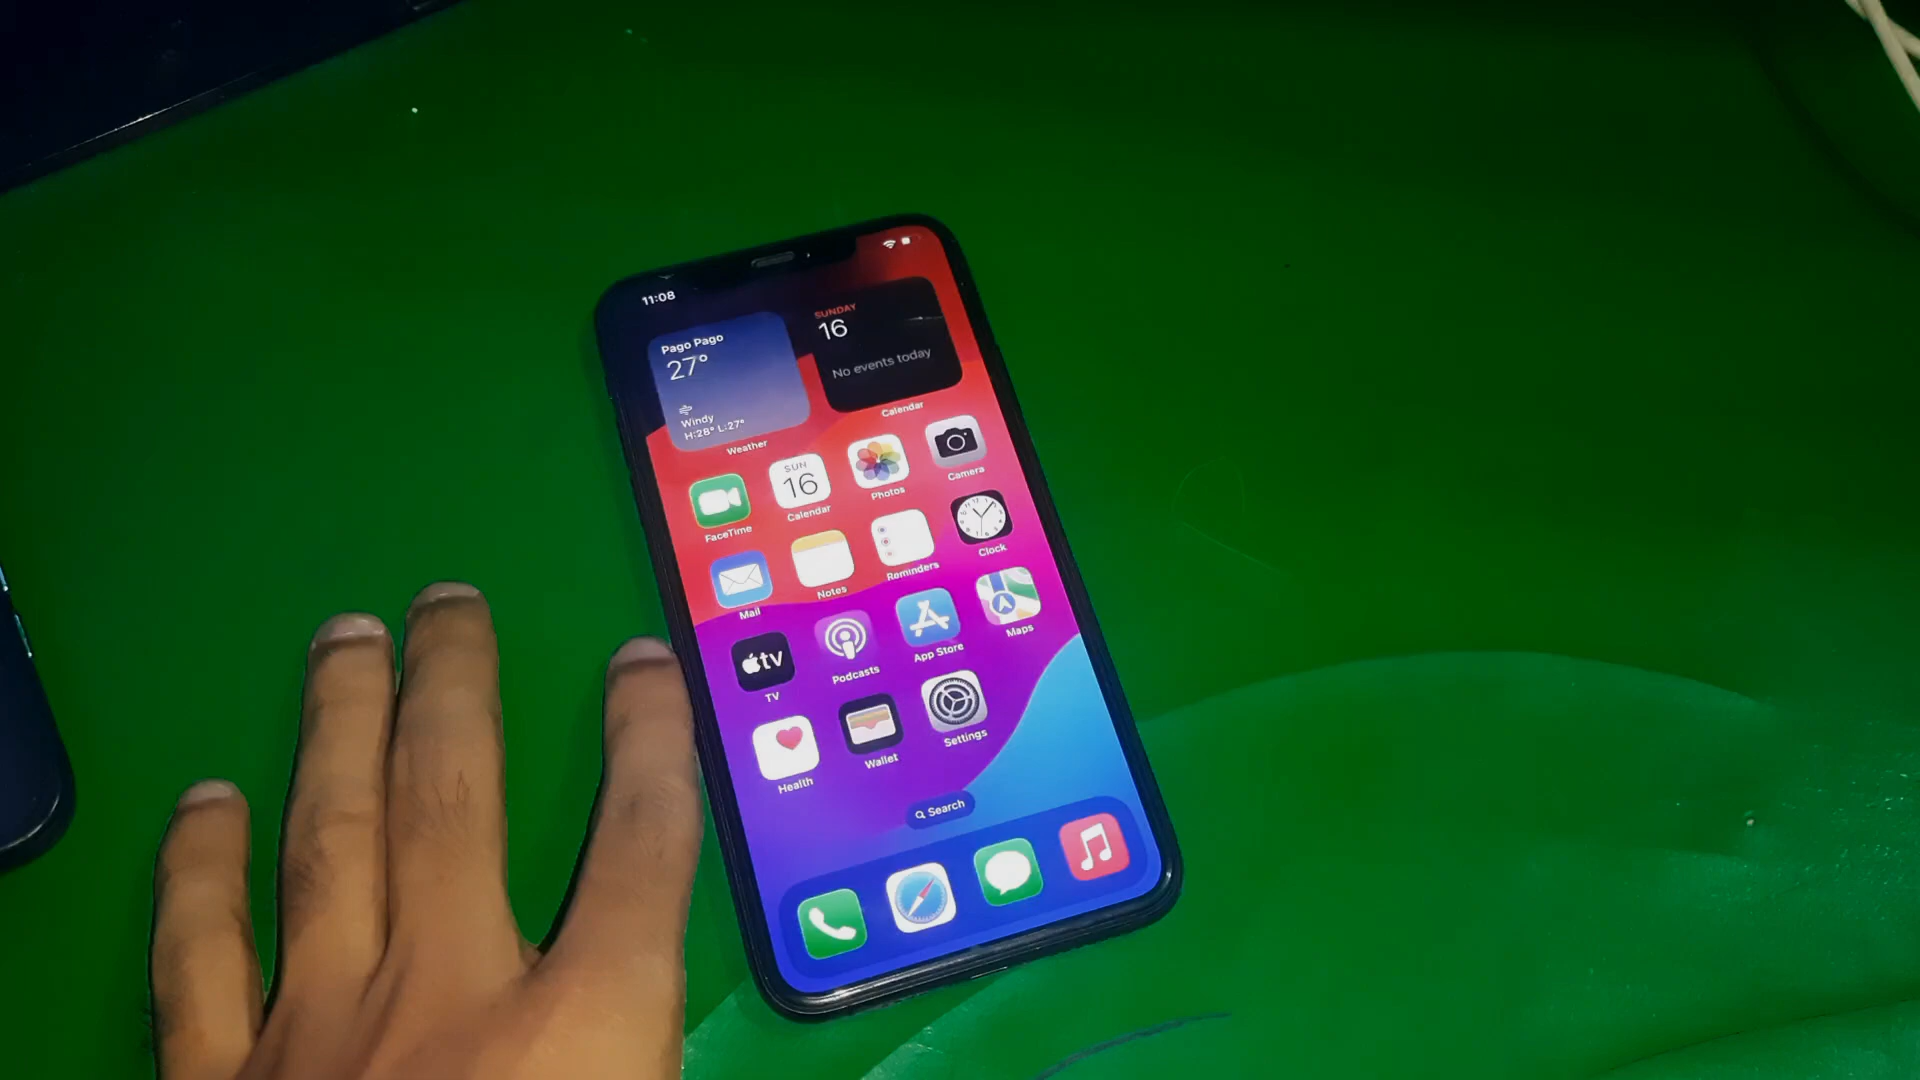 11:08
Pago Pago
27°
Windy
H:28° L:27°
Weather
SUNDAY
16
No events today
Calendar
FaceTime
SUN
16
Calendar
Photos
Camera
Mail
Notes
Reminders
Clock
tv
TV
Podcasts
App Store
Maps
Health
Wallet
Settings
Search